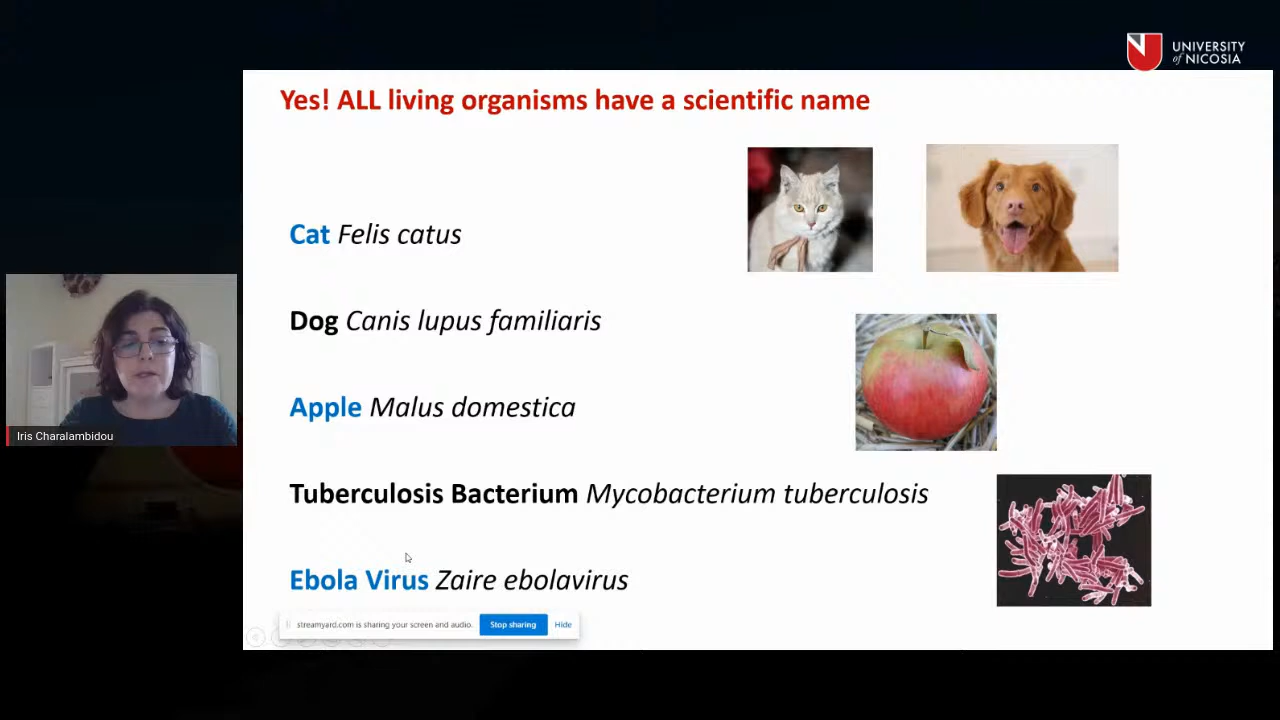 UNIVERSITY
of NICOSIA
Yes! ALL living organisms have a scientific name
Cat Felis catus
Dog Canis lupus familiaris
Apple Malus domestica
Iris Charalambidou
Tuberculosis Bacterium Mycobacterium tuberculosis
Ebola Virus Zaire ebolavirus
streamyard.com is sharing your screen and audio. Stop sharing Hide